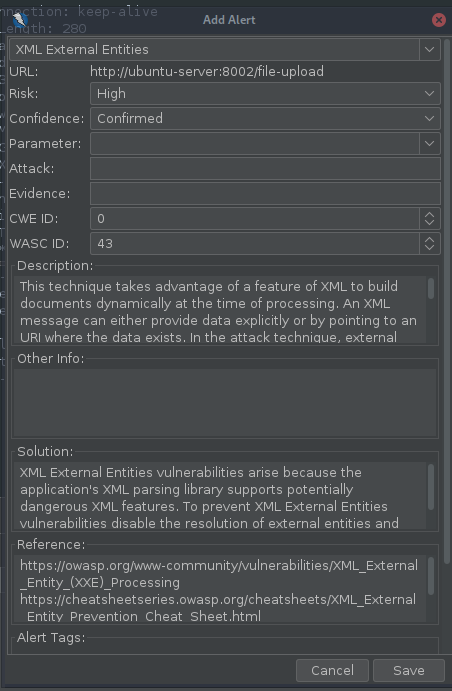 nnection: keep-alive
Length: 280
Add Alert
XML External Entities
URL: http://ubuntu-server:8002/file-upload
Risk: High
Confidence: Confirmed
Parameter:
Attack:
Evidence:
CWE ID: 0
WASC ID: 43
Description:
This technique takes advantage of a feature of XML to build
documents dynamically at the time of processing. An XML
message can either provide data explicitly or by pointing to an
URI where the data exists. In the attack technique, external
Other Info:
Solution:
XML External Entities vulnerabilities arise because the
application's XML parsing library supports potentially
dangerous XML features. To prevent XML External Entities
vulnerabilities disable the resolution of external entities and
Reference:
https://owasp.org/www-community/vulnerabilities/XML_External
_Entity_(XXE)_Processing
https://cheatsheetseries.owasp.org/cheatsheets/XML_External
_Entity_Prevention_Cheat_Sheet.html
Alert Tags:
Cancel Save